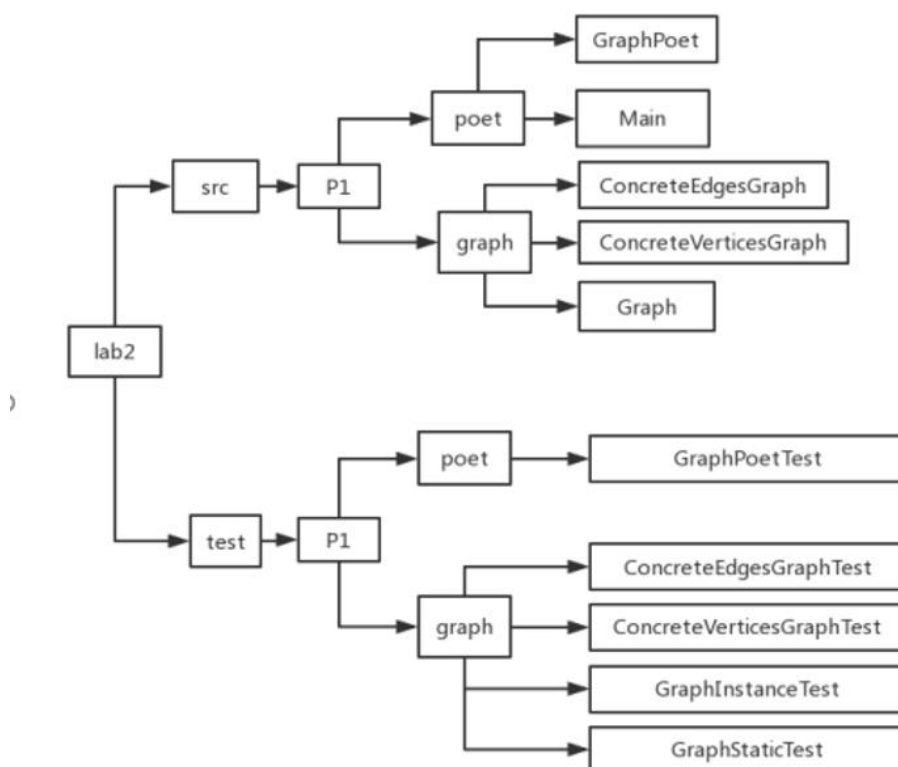 GraphPoet
poet
Main
src
P1
ConcreteEdgesGraph
graph
ConcreteVerticesGraph
Graph
lab2
poet
GraphPoetTest
test
P1
ConcreteEdgesGraphTest
graph
ConcreteVerticesGraphTest
GraphInstanceTest
GraphStaticTest